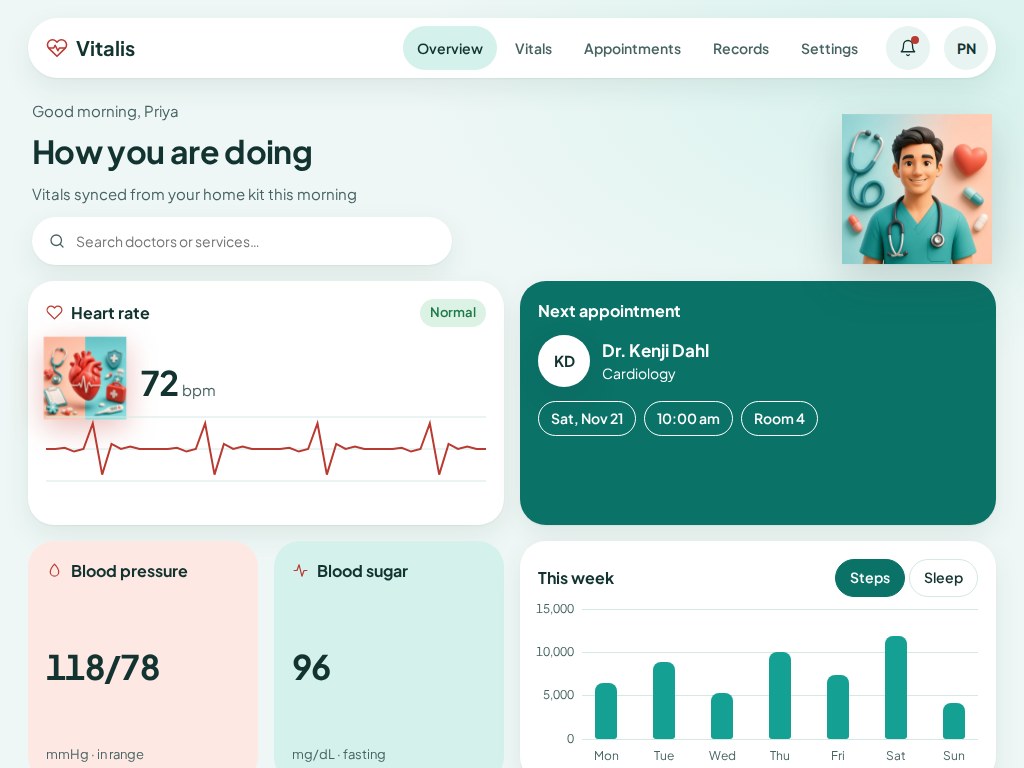 Vitalis
Overview
Vitals
Appointments
Records
Settings
PN
Good morning, Priya
How you are doing
Vitals synced from your home kit this morning
Search doctors or services…
Heart rate
Normal
72 bpm
Next appointment
KD
Dr. Kenji Dahl
Cardiology
Sat, Nov 21
10:00 am
Room 4
Blood pressure
118/78
mmHg · in range
Blood sugar
96
mg/dL · fasting
This week
Steps
Sleep
15,000
10,000
5,000
0
Mon Tue Wed Thu Fri Sat Sun